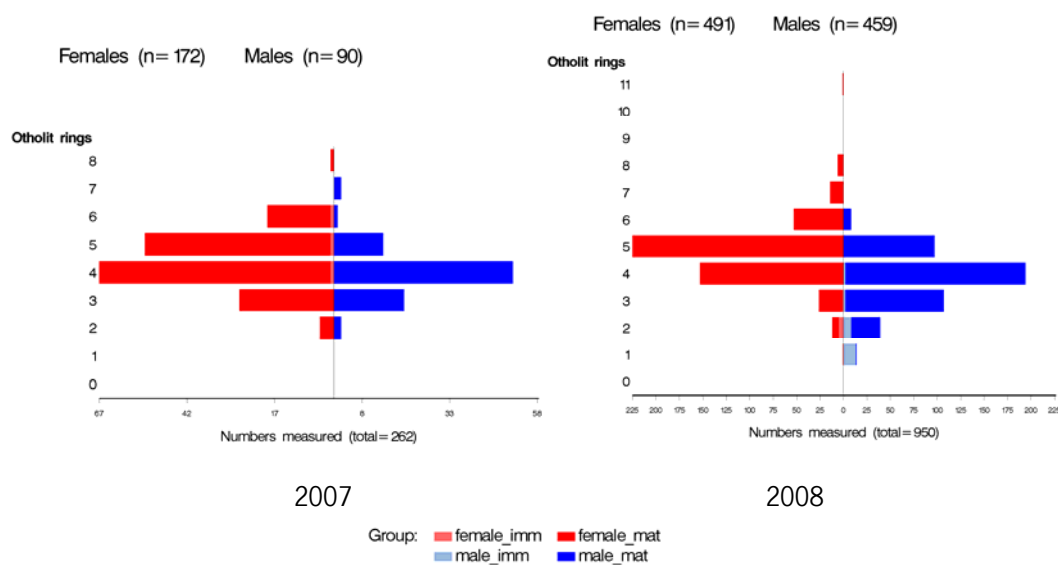 Females (n=172) Males (n=90)
Otholit rings
8
7
6
5
4
3
2
1
0
67 42 17 8 33 58
Numbers measured (total=262)
2007
Females (n=491) Males (n=459)
Otholit rings
11
10
9
8
7
6
5
4
3
2
1
0
225 200 175 150 125 100 75 50 25 0 25 50 75 100 125 150 175 200 225
Numbers measured (total=950)
2008
Group: female_imm female_mat
male_imm male_mat